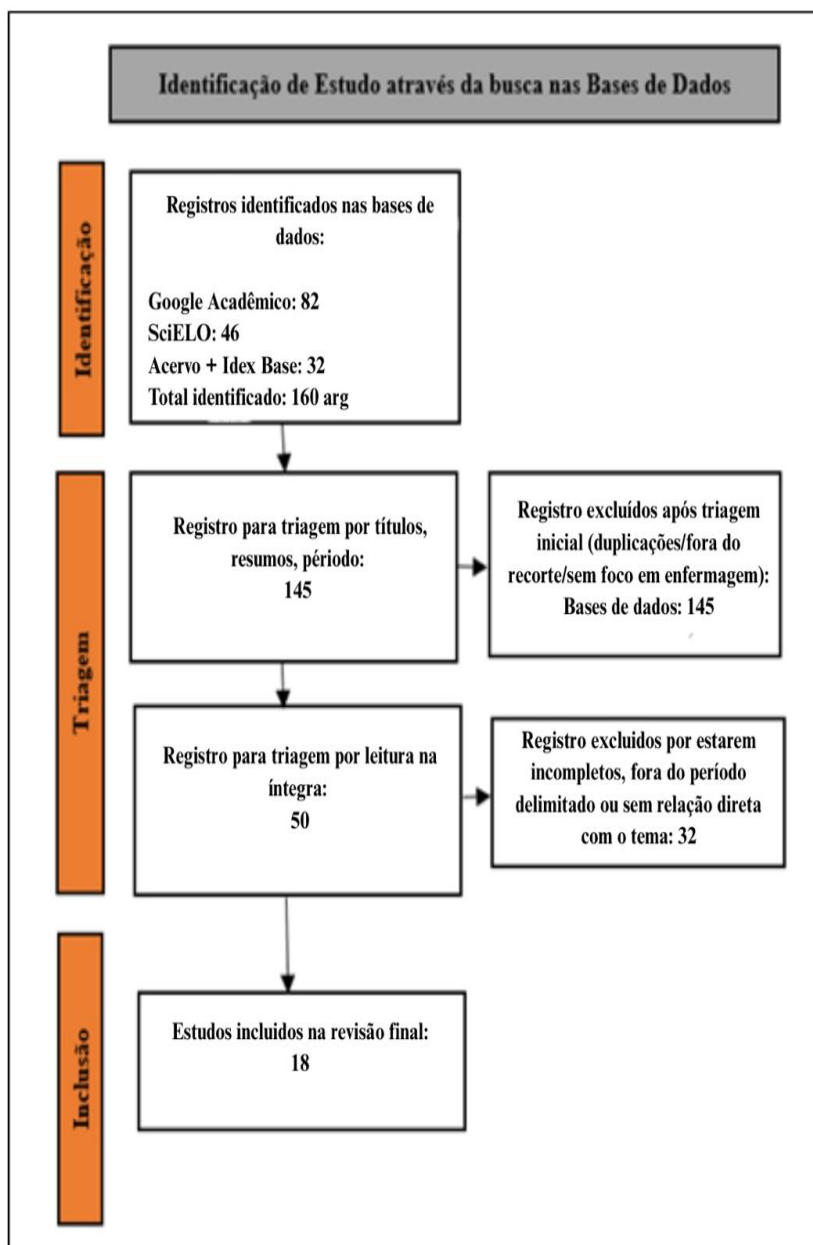 Identificação de Estudo através da busca nas Bases de Dados
Identificação
Registros identificados nas bases de
dados:
Google Acadêmico: 82
SciELO: 46
Acervo + Idex Base: 32
Total identificado: 160 arg
Triagem
Registro para triagem por títulos,
resumos, périodo:
145
Registro excluídos após triagem
inicial (duplicações/fora do
recorte/sem foco em enfermagem):
Bases de dados: 145
Registro para triagem por leitura na
íntegra:
50
Registro excluidos por estarem
incompletos, fora do período
delimitado ou sem relação direta
com o tema: 32
Inclusão
Estudos incluidos na revisão final:
18